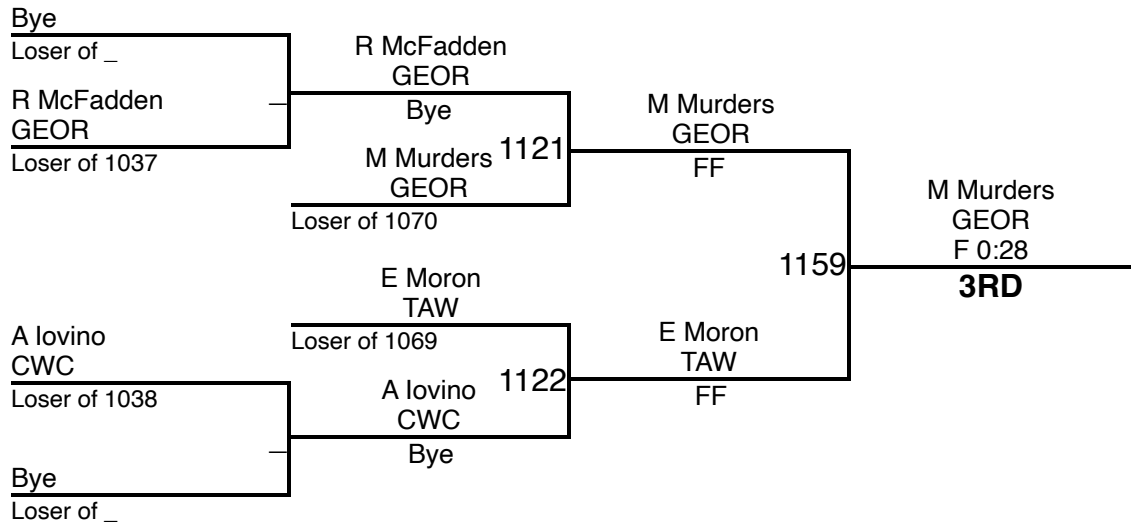 Bye
Loser of _
R McFadden
GEOR
Loser of 1037
_
R McFadden
GEOR
Bye
M Murders
GEOR
Loser of 1070
1121
M Murders
GEOR
FF
E Moron
TAW
Loser of 1069
A Iovino
CWC
Loser of 1038
_
Bye
Loser of _
A Iovino
CWC
Bye
1122
E Moron
TAW
FF
1159
M Murders
GEOR
F 0:28
3RD